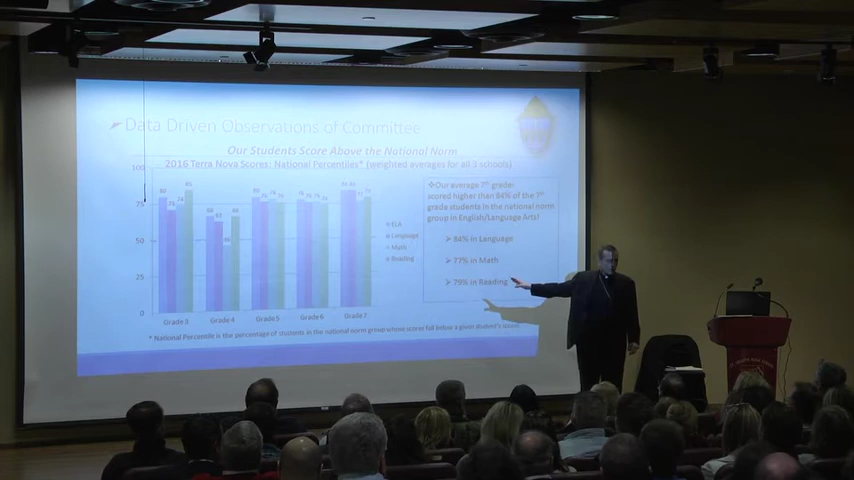 Data Driven Observations of Committee
Our Students Score Above the National Norm
2016 Terra Nova Scores: National Percentiles* (weighted averages for all 3 schools)
100
75
50
25
0
80
85
Grade 3
Grade 4
Grade 5
Grade 6
Grade 7
ELA
Language
Math
Reading
Our average 7th grader
scored higher than 84% of the 7th
grade students in the national norm
group in English/Language Arts!
84% in Language
77% in Math
79% in Reading
* National Percentile is the percentage of students in the national norm group whose scores fall below a given student's score.